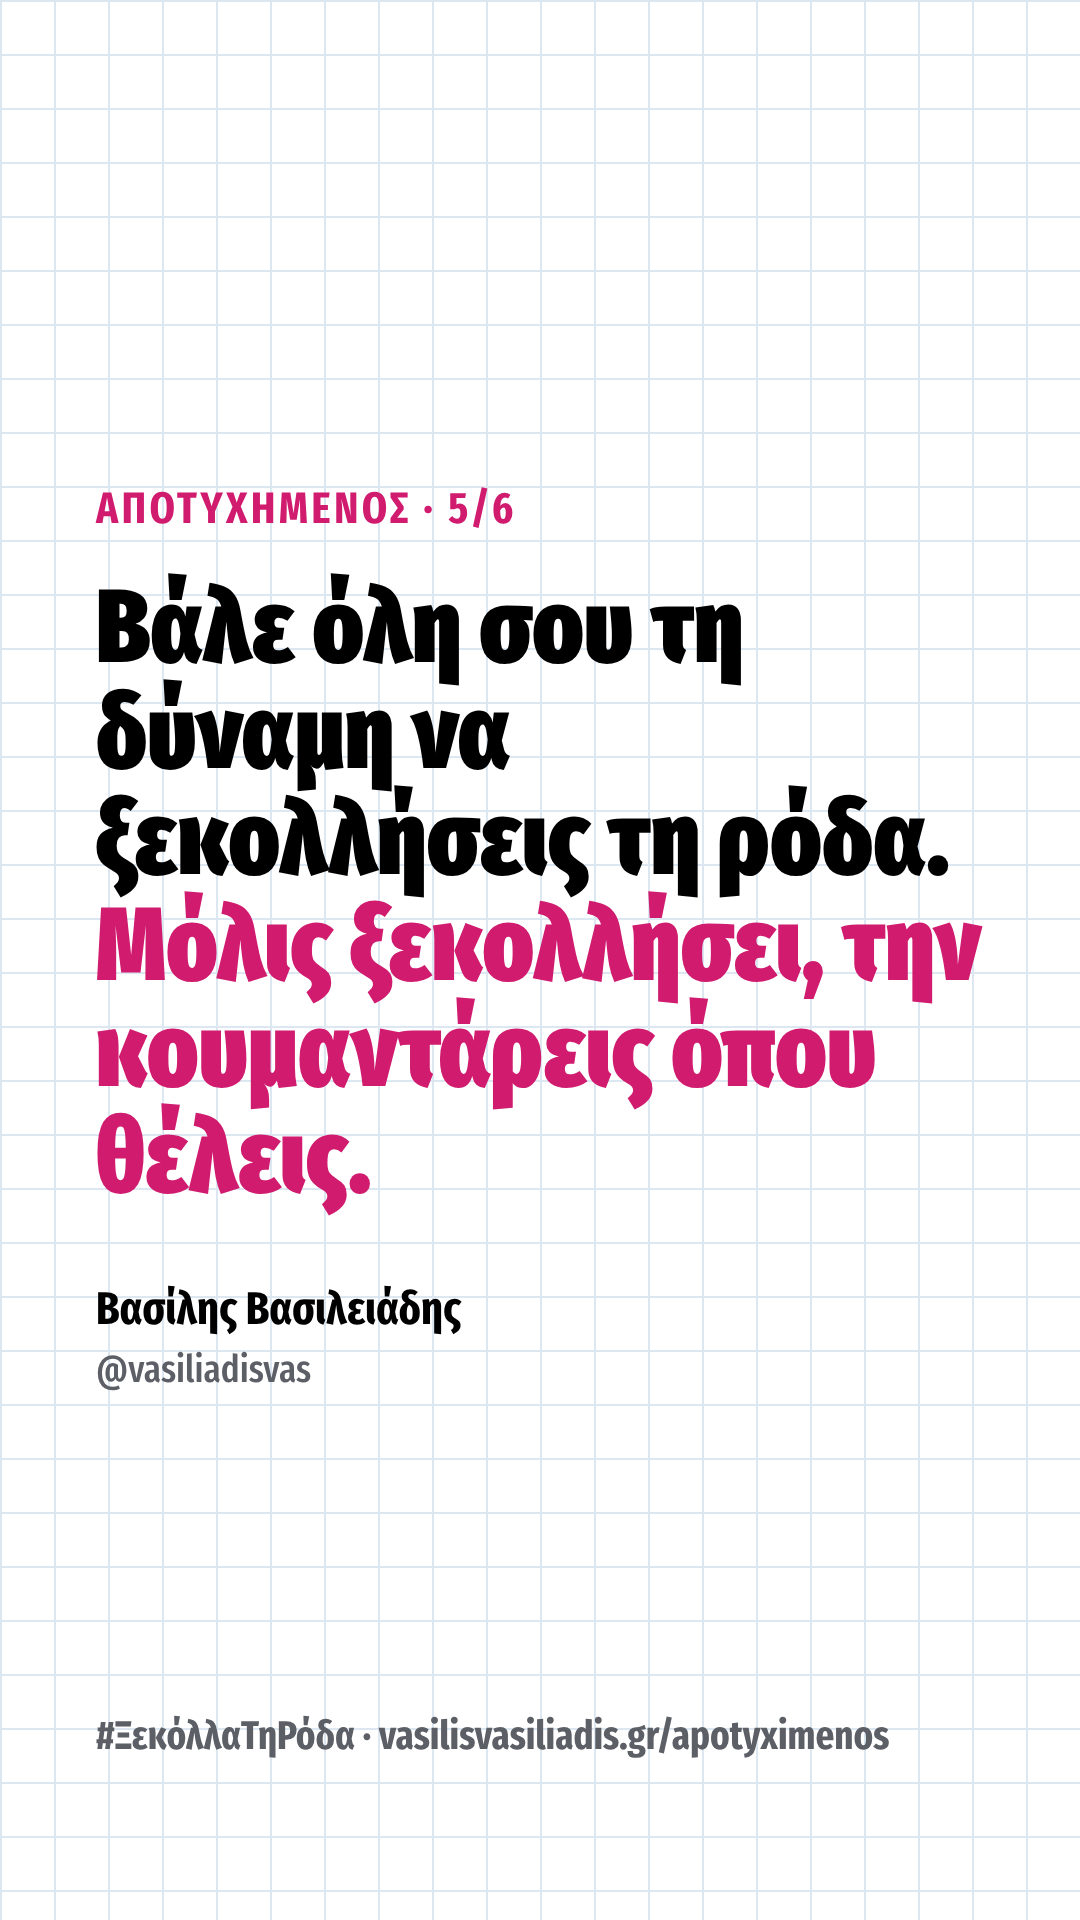 ΑΠΟΤΥΧΗΜΕΝΟΣ · 5/6
Βάλε όλη σου τη
δύναμη να
ξεκολλήσεις τη ρόδα.
Μόλις ξεκολλήσει, την
κουμαντάρεις όπου
θέλεις.
Βασίλης Βασιλειάδης
@vasiliadisvas
#ΞεκόλλαΤηΡόδα · vasilisvasiliadis.gr/apotyximenos